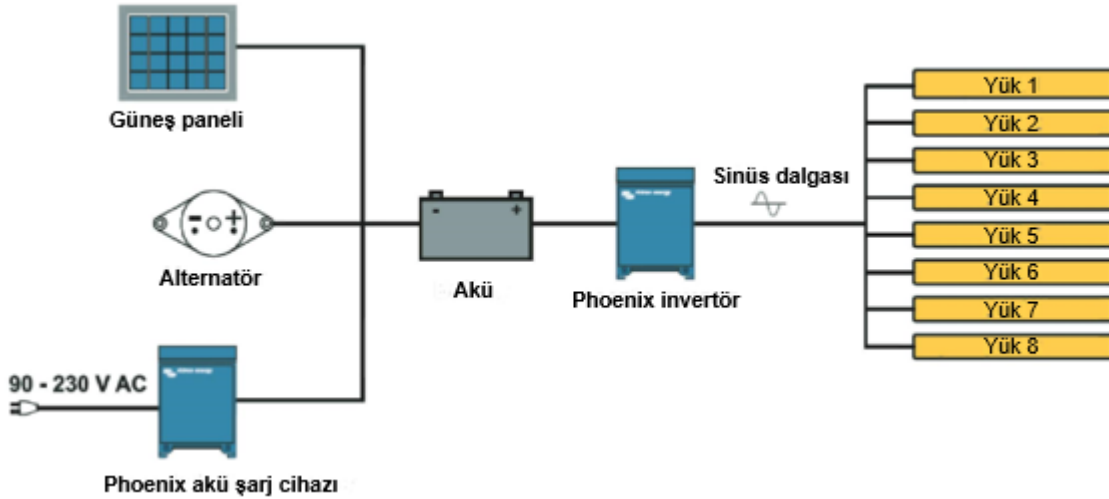 Güneş paneli
Alternatör
90 - 230 V AC
Phoenix akü şarj cihazı
-
+
Akü
Phoenix invertör
Sinüs dalgası
Yük 1
Yük 2
Yük 3
Yük 4
Yük 5
Yük 6
Yük 7
Yük 8